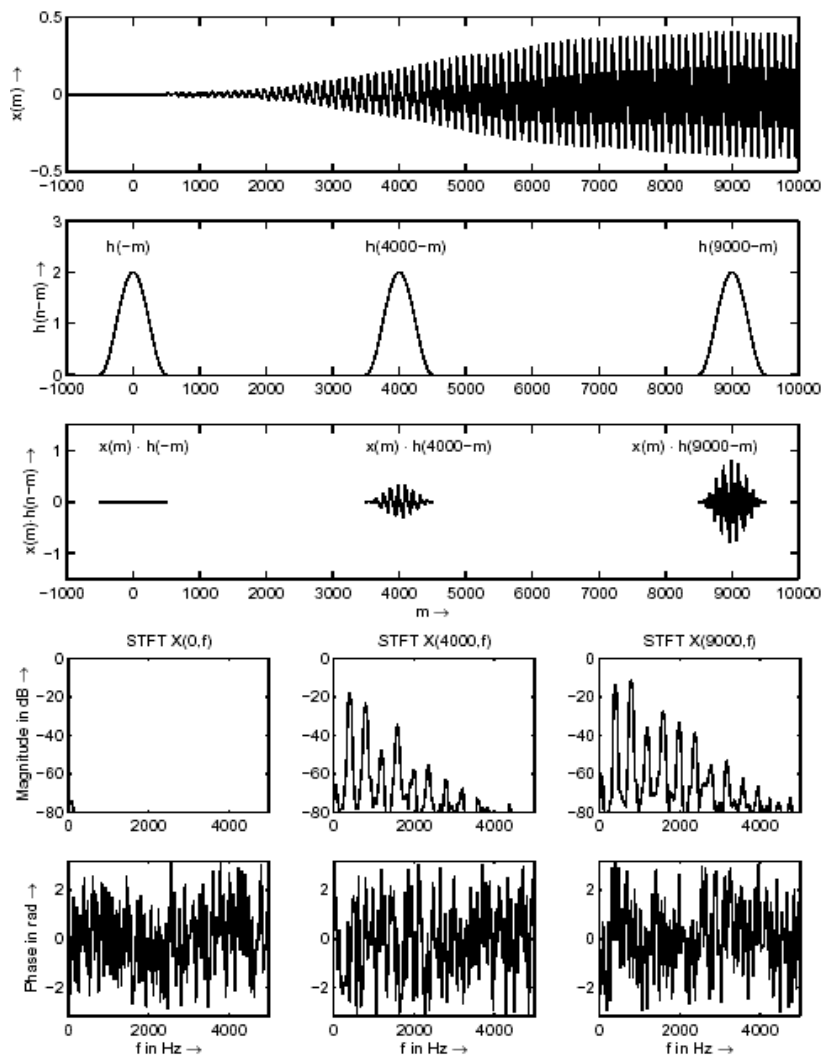 0.5
0
−0.5
x(m) →
−1000 0 1000 2000 3000 4000 5000 6000 7000 8000 9000 10000
3
2
1
0
h(n−m) →
h(−m) h(4000−m) h(9000−m)
−1000 0 1000 2000 3000 4000 5000 6000 7000 8000 9000 10000
1
0
−1
x(m)·h(n−m) →
x(m) · h(−m) x(m) · h(4000−m) x(m) · h(9000−m)
−1000 0 1000 2000 3000 4000 5000 6000 7000 8000 9000 10000
m →
STFT X(0,f) STFT X(4000,f) STFT X(9000,f)
Magnitude in dB →
0 0 0
−20 −20 −20
−40 −40 −40
−60 −60 −60
−80 −80 −80
0 2000 4000 0 2000 4000 0 2000 4000
Phase in rad →
2 2 2
0 0 0
−2 −2 −2
0 2000 4000 0 2000 4000 0 2000 4000
f in Hz → f in Hz → f in Hz →